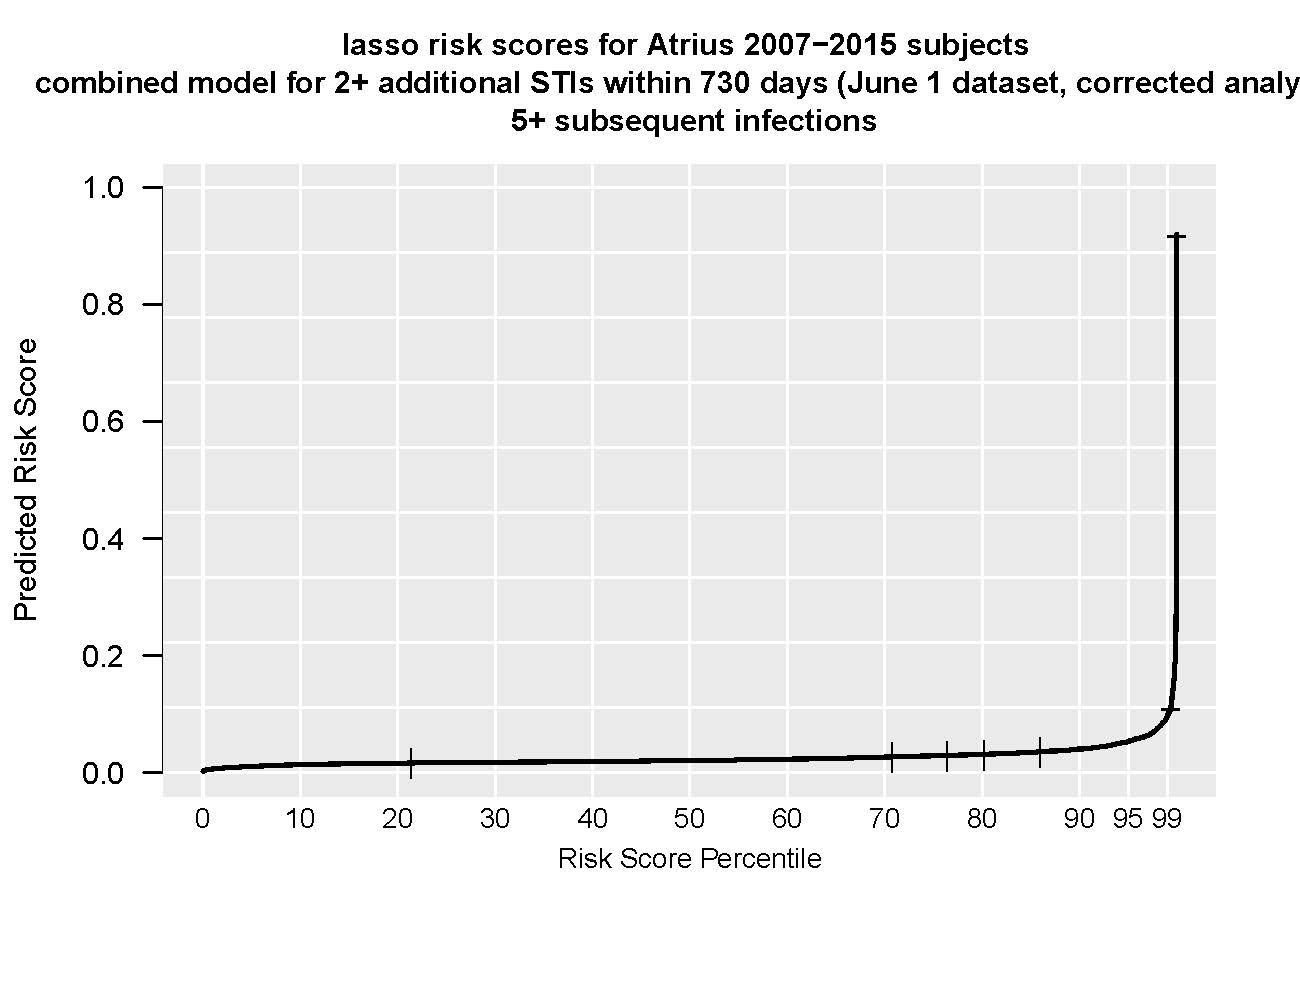 lasso risk scores for Atrius 2007−2015 subjects
combined model for 2+ additional STIs within 730 days (June 1 dataset, corrected analy
5+ subsequent infections
1.0
0.8
0.6
0.4
0.2
0.0
Predicted Risk Score
0 10 20 30 40 50 60 70 80 90 95 99
Risk Score Percentile